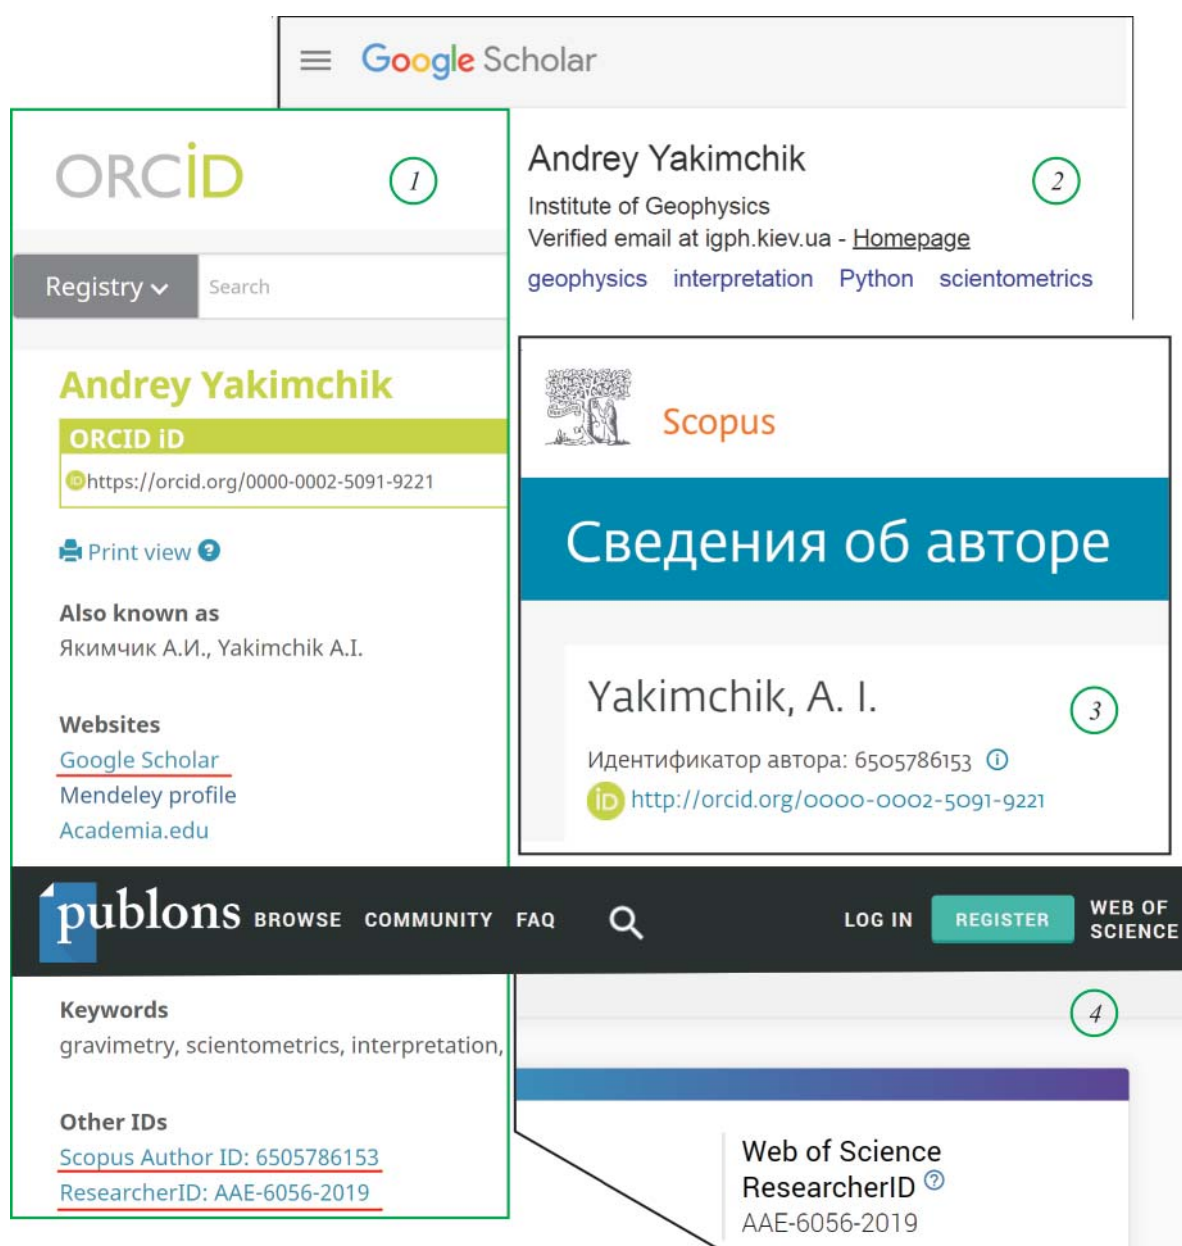 Google Scholar
ORCiD
1
Andrey Yakimchik
2
Institute of Geophysics
Verified email at igph.kiev.ua - Homepage
geophysics interpretation Python scientometrics
Registry Search
Andrey Yakimchik
ORCID iD
iD https://orcid.org/0000-0002-5091-9221
Print view ?
Also known as
Якимчик А.И., Yakimchik A.I.
Websites
Google Scholar
Mendeley profile
Academia.edu
Scopus
Сведения об авторе
Yakimchik, A. I.
3
Идентификатор автора: 6505786153 i
iD http://orcid.org/0000-0002-5091-9221
publons BROWSE COMMUNITY FAQ LOG IN REGISTER WEB OF SCIENCE
4
Keywords
gravimetry, scientometrics, interpretation,
Other IDs
Scopus Author ID: 6505786153
ResearcherID: AAE-6056-2019
Web of Science
ResearcherID ?
AAE-6056-2019